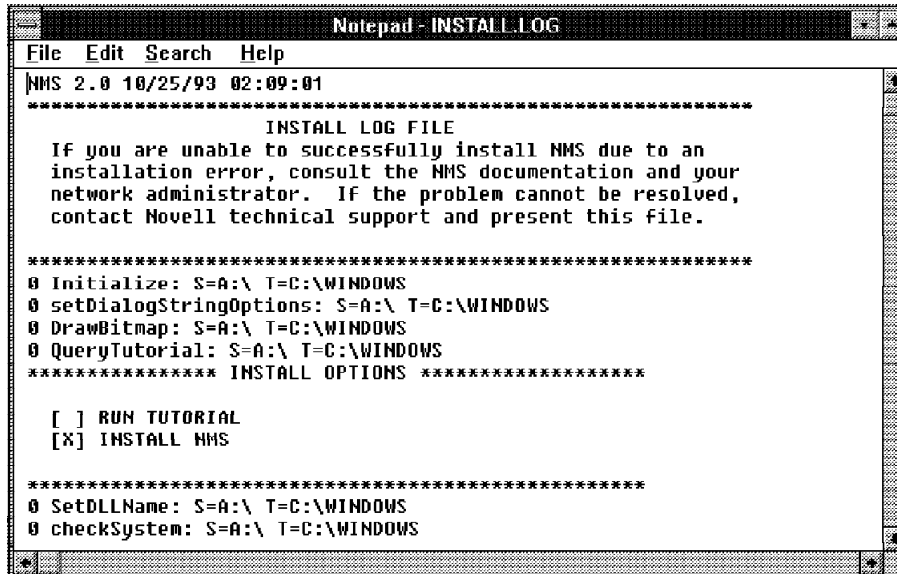 Notepad - INSTALL.LOG
File Edit Search Help
NMS 2.0 10/25/93 02:09:01
*************************************************************
INSTALL LOG FILE
If you are unable to successfully install NMS due to an
installation error, consult the NMS documentation and your
network administrator. If the problem cannot be resolved,
contact Novell technical support and present this file.
*************************************************************
0 Initialize: S=A:\ T=C:\WINDOWS
0 setDialogStringOptions: S=A:\ T=C:\WINDOWS
0 DrawBitmap: S=A:\ T=C:\WINDOWS
0 QueryTutorial: S=A:\ T=C:\WINDOWS
**************** INSTALL OPTIONS *******************
[ ] RUN TUTORIAL
[X] INSTALL NMS
****************************************************
0 SetDLLName: S=A:\ T=C:\WINDOWS
0 checkSystem: S=A:\ T=C:\WINDOWS